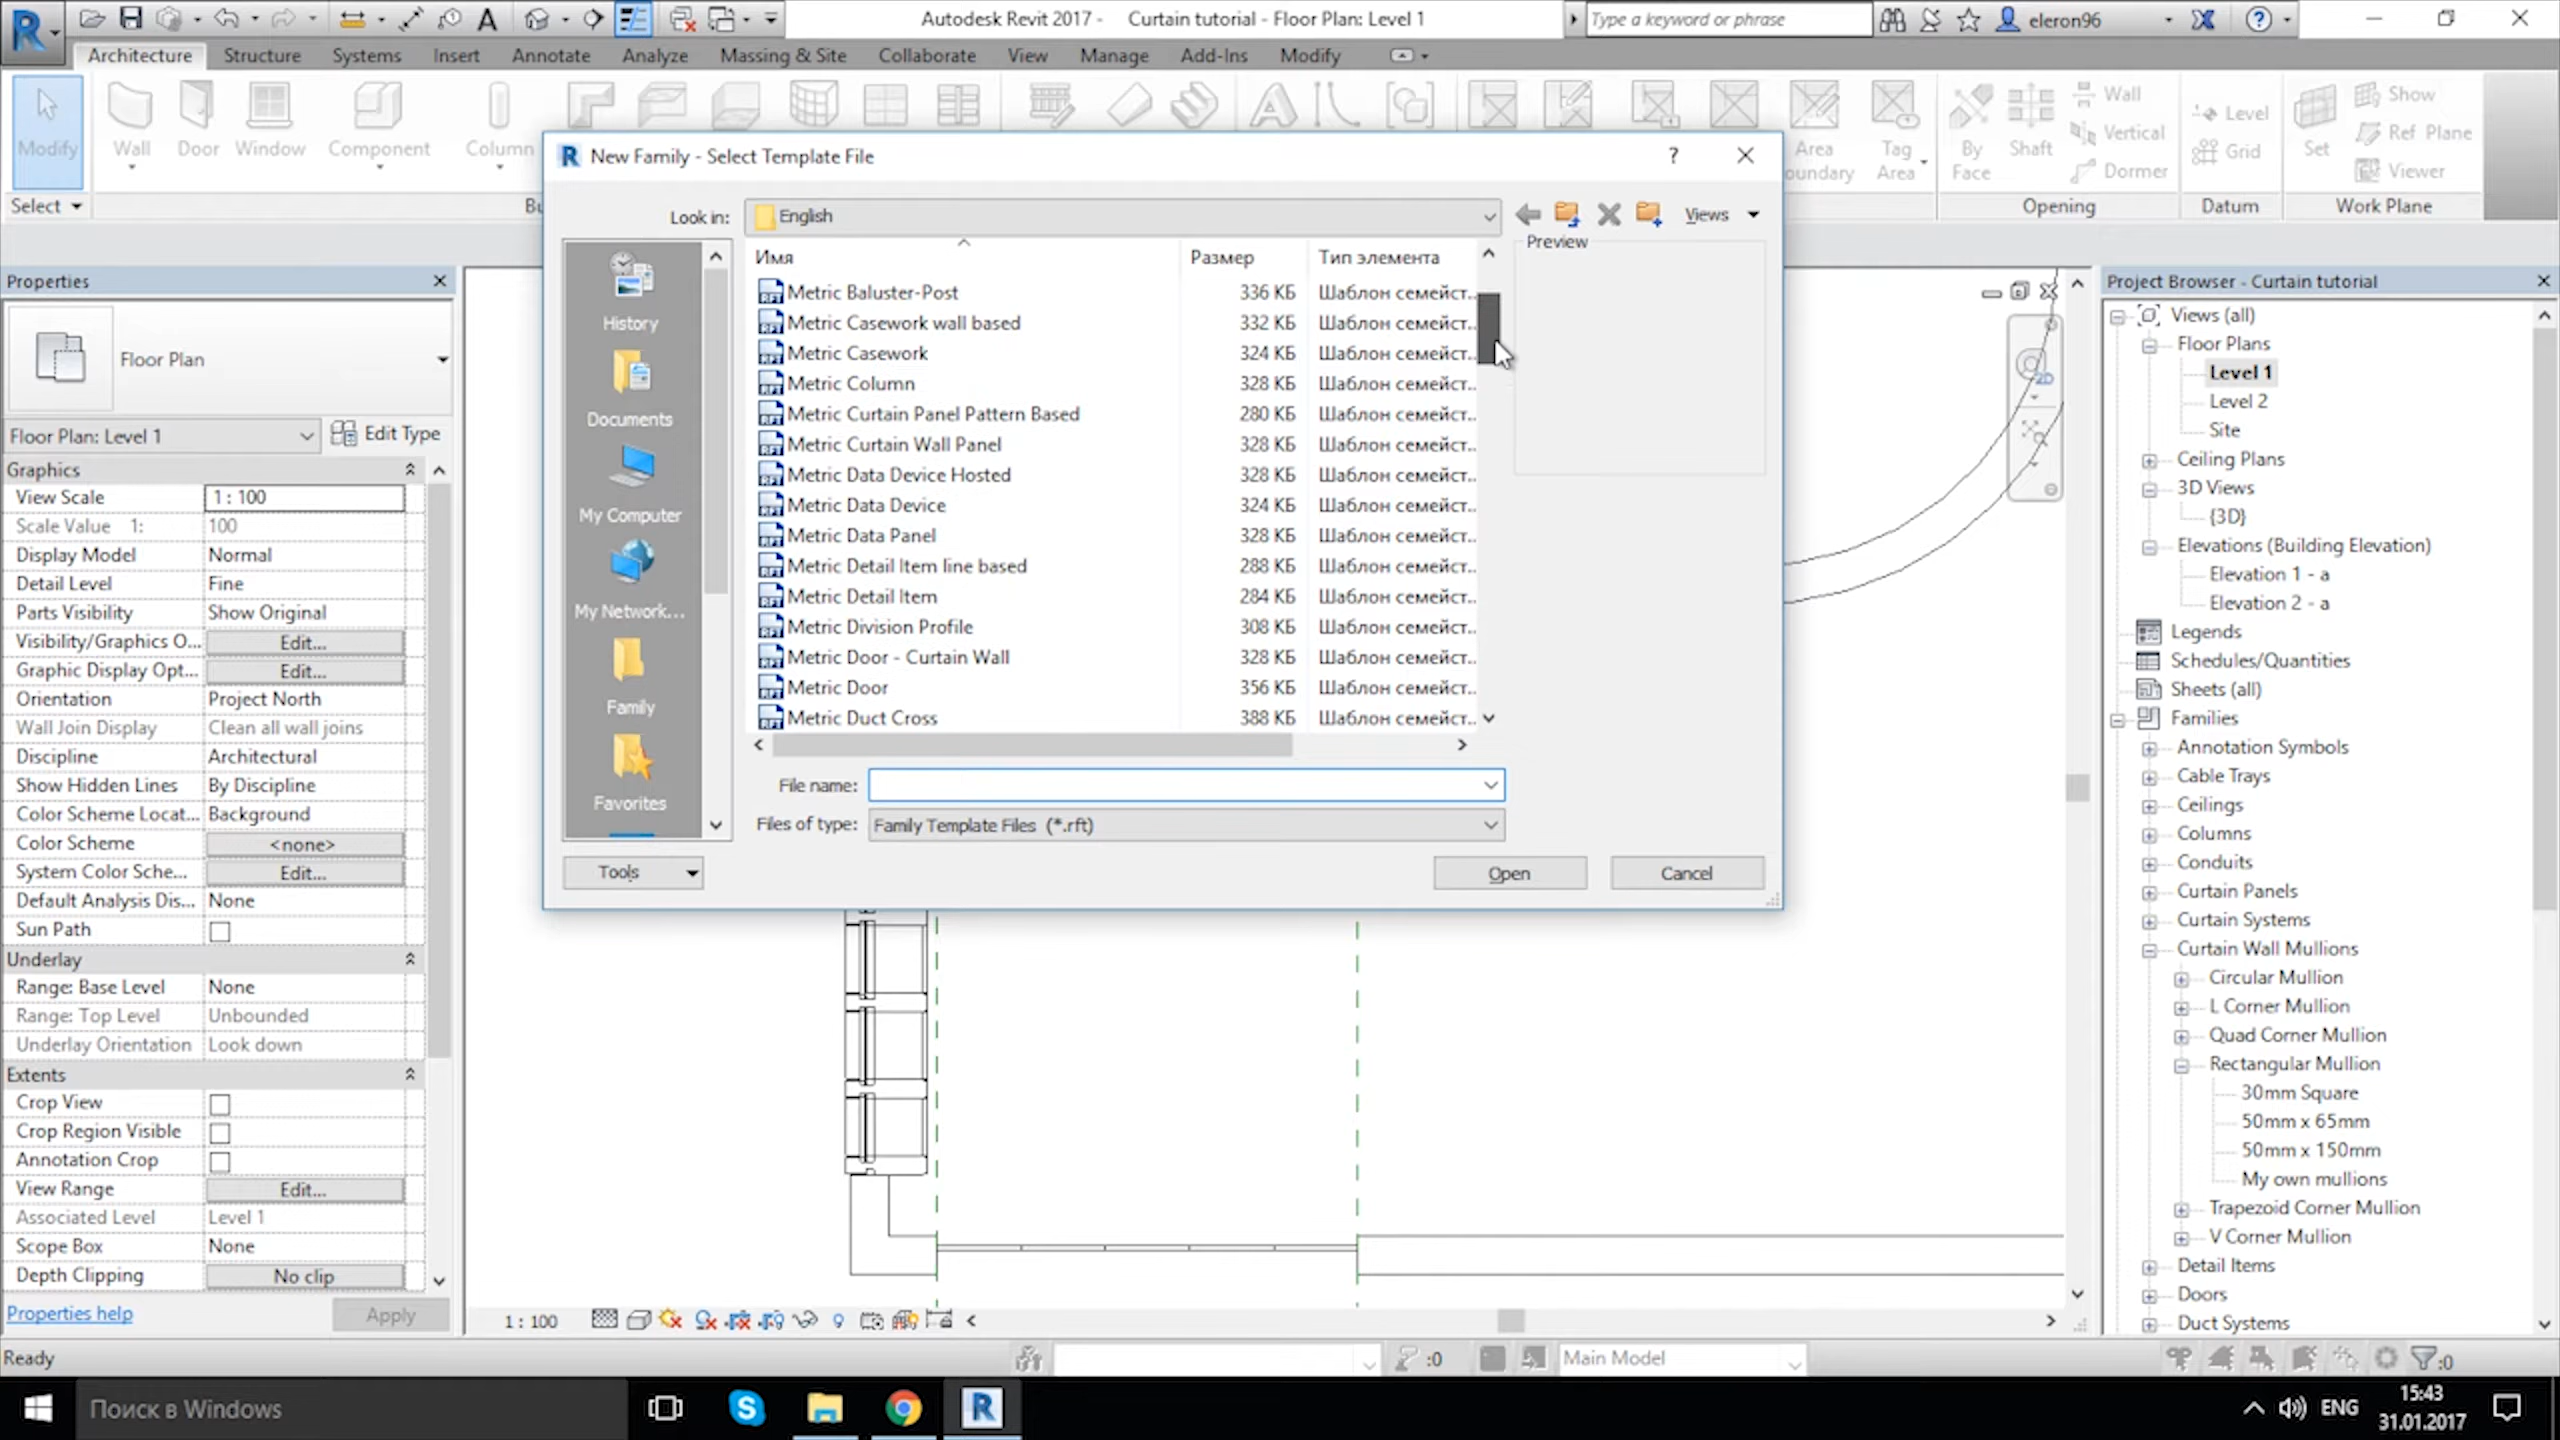 Autodesk Revit 2017 - Curtain tutorial - Floor Plan: Level 1
Type a keyword or phrase
eleron96
Architecture Structure Systems Insert Annotate Analyze Massing & Site Collaborate View Manage Add-Ins Modify
Modify Wall Door Window Component Column
Area Tag Area By Face Shaft Wall Vertical Dormer Level Grid Set Show Ref Plane Viewer
Select
Opening Datum Work Plane
New Family - Select Template File
Look in: English Views
Preview
Имя Размер Тип элемента
Metric Baluster-Post 336 КБ Шаблон семейст...
Metric Casework wall based 332 КБ Шаблон семейст...
Metric Casework 324 КБ Шаблон семейст...
Metric Column 328 КБ Шаблон семейст...
Metric Curtain Panel Pattern Based 280 КБ Шаблон семейст...
Metric Curtain Wall Panel 328 КБ Шаблон семейст...
Metric Data Device Hosted 328 КБ Шаблон семейст...
Metric Data Device 324 КБ Шаблон семейст...
Metric Data Panel 328 КБ Шаблон семейст...
Metric Detail Item line based 288 КБ Шаблон семейст...
Metric Detail Item 284 КБ Шаблон семейст...
Metric Division Profile 308 КБ Шаблон семейст...
Metric Door - Curtain Wall 328 КБ Шаблон семейст...
Metric Door 356 КБ Шаблон семейст...
Metric Duct Cross 388 КБ Шаблон семейст...
History
Documents
My Computer
My Network...
Family
Favorites
File name:
Files of type: Family Template Files (*.rft)
Tools
Open
Cancel
Properties
Floor Plan
Floor Plan: Level 1 Edit Type
Graphics
View Scale 1 : 100
Scale Value 1: 100
Display Model Normal
Detail Level Fine
Parts Visibility Show Original
Visibility/Graphics O... Edit...
Graphic Display Opt... Edit...
Orientation Project North
Wall Join Display Clean all wall joins
Discipline Architectural
Show Hidden Lines By Discipline
Color Scheme Locat... Background
Color Scheme <none>
System Color Sche... Edit...
Default Analysis Dis... None
Sun Path
Underlay
Range: Base Level None
Range: Top Level Unbounded
Underlay Orientation Look down
Extents
Crop View
Crop Region Visible
Annotation Crop
View Range Edit...
Associated Level Level 1
Scope Box None
Depth Clipping No clip
Properties help Apply
1 : 100
2D
Project Browser - Curtain tutorial
Views (all)
Floor Plans
Level 1
Level 2
Site
Ceiling Plans
3D Views
{3D}
Elevations (Building Elevation)
Elevation 1 - a
Elevation 2 - a
Legends
Schedules/Quantities
Sheets (all)
Families
Annotation Symbols
Cable Trays
Ceilings
Columns
Conduits
Curtain Panels
Curtain Systems
Curtain Wall Mullions
Circular Mullion
L Corner Mullion
Quad Corner Mullion
Rectangular Mullion
30mm Square
50mm x 65mm
50mm x 150mm
My own mullions
Trapezoid Corner Mullion
V Corner Mullion
Detail Items
Doors
Duct Systems
Ready
:0
Main Model
:0
Поиск в Windows
ENG
15:43
31.01.2017